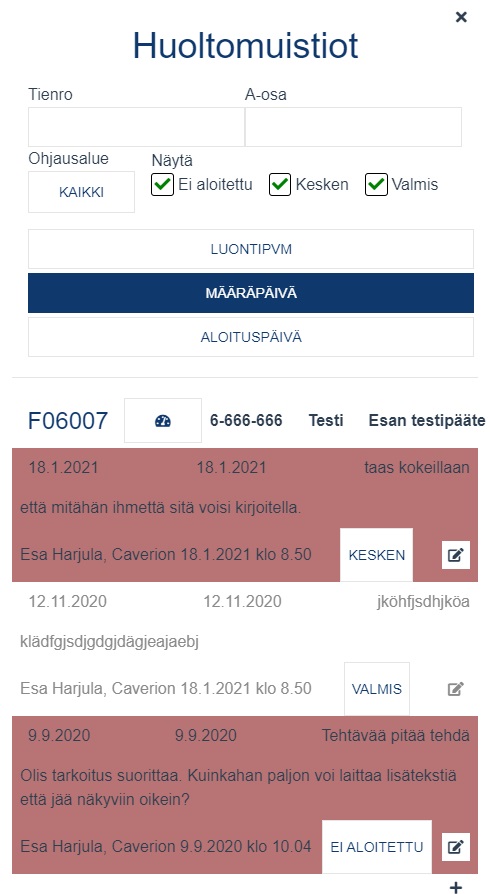 Huoltomuistiot
Tienro A-osa
Ohjausalue Näytä
KAIKKI Ei aloitettu Kesken Valmis
LUONTIPVM
MÄÄRÄPÄIVÄ
ALOITUSPÄIVÄ
F06007 6-666-666 Testi Esan testipääte
18.1.2021 18.1.2021 taas kokeillaan
että mitähän ihmettä sitä voisi kirjoitella.
Esa Harjula, Caverion 18.1.2021 klo 8.50 KESKEN
12.11.2020 12.11.2020 jköhfjsdhjköa
klädfgjsdjgdgjdägjeajaebj
Esa Harjula, Caverion 18.1.2021 klo 8.50 VALMIS
9.9.2020 9.9.2020 Tehtävää pitää tehdä
Olis tarkoitus suorittaa. Kuinkahan paljon voi laittaa lisätekstiä
että jää näkyviin oikein?
Esa Harjula, Caverion 9.9.2020 klo 10.04 EI ALOITETTU